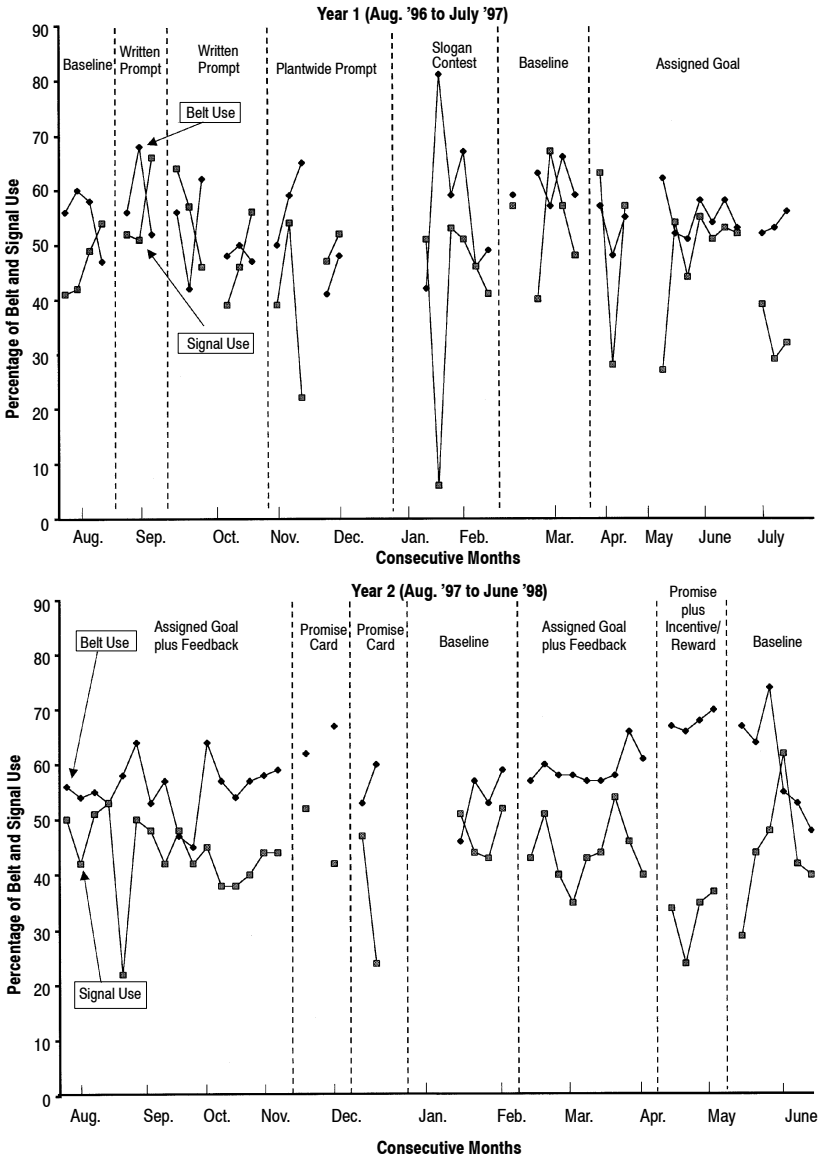 Year 1 (Aug. '96 to July '97)
90
80
70
60
50
40
30
20
10
0
Percentage of Belt and Signal Use
Baseline
Written
Prompt
Written
Prompt
Plantwide Prompt
Slogan
Contest
Baseline
Assigned Goal
Belt Use
Signal Use
Aug. Sep. Oct. Nov. Dec. Jan. Feb. Mar. Apr. May June July
Consecutive Months
Year 2 (Aug. '97 to June '98)
90
80
70
60
50
40
30
20
10
0
Percentage of Belt and Signal Use
Assigned Goal
plus Feedback
Promise
Card
Promise
Card
Baseline
Assigned Goal
plus Feedback
Promise
plus
Incentive/
Reward
Baseline
Belt Use
Signal Use
Aug. Sep. Oct. Nov. Dec. Jan. Feb. Mar. Apr. May June
Consecutive Months